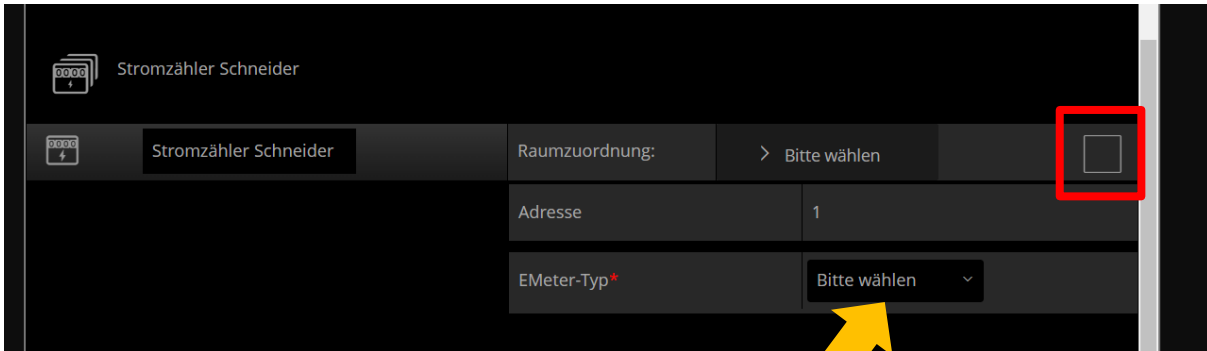 Stromzähler Schneider
Stromzähler Schneider Raumzuordnung: > Bitte wählen
Adresse 1
EMeter-Typ* Bitte wählen